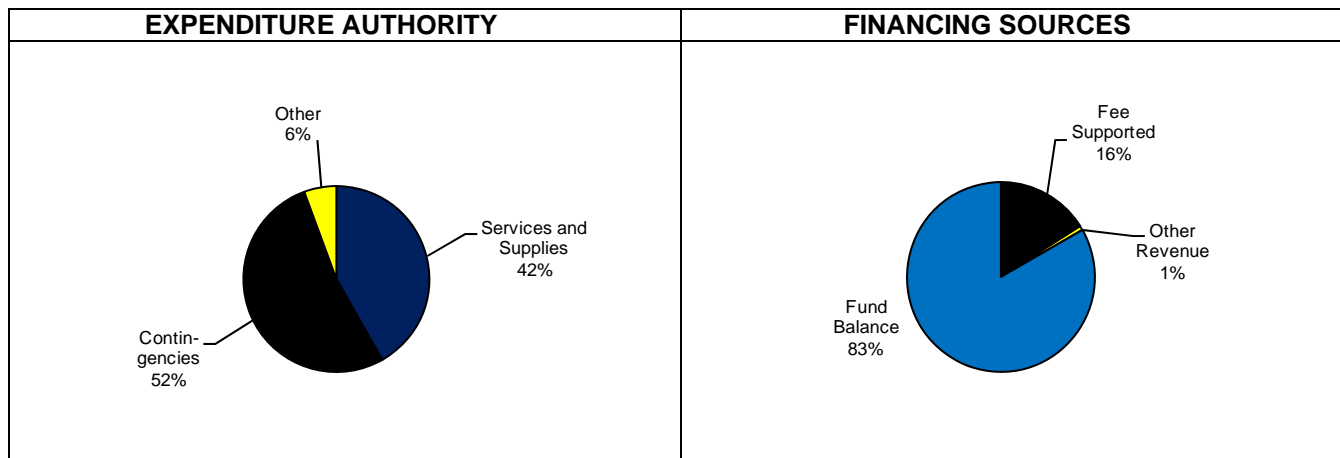 EXPENDITURE AUTHORITY
Other
6%
Services and
Supplies
42%
Contin-
gencies
52%
FINANCING SOURCES
Fee
Supported
16%
Other
Revenue
1%
Fund
Balance
83%